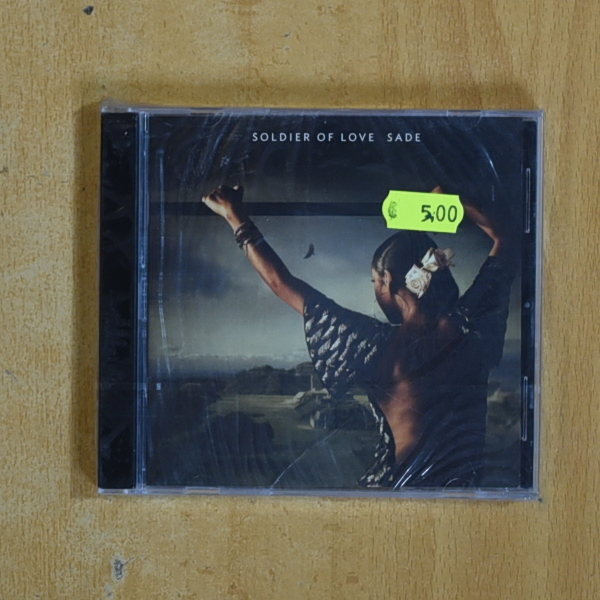 SOLDIER OF LOVE SADE
€ 5,00